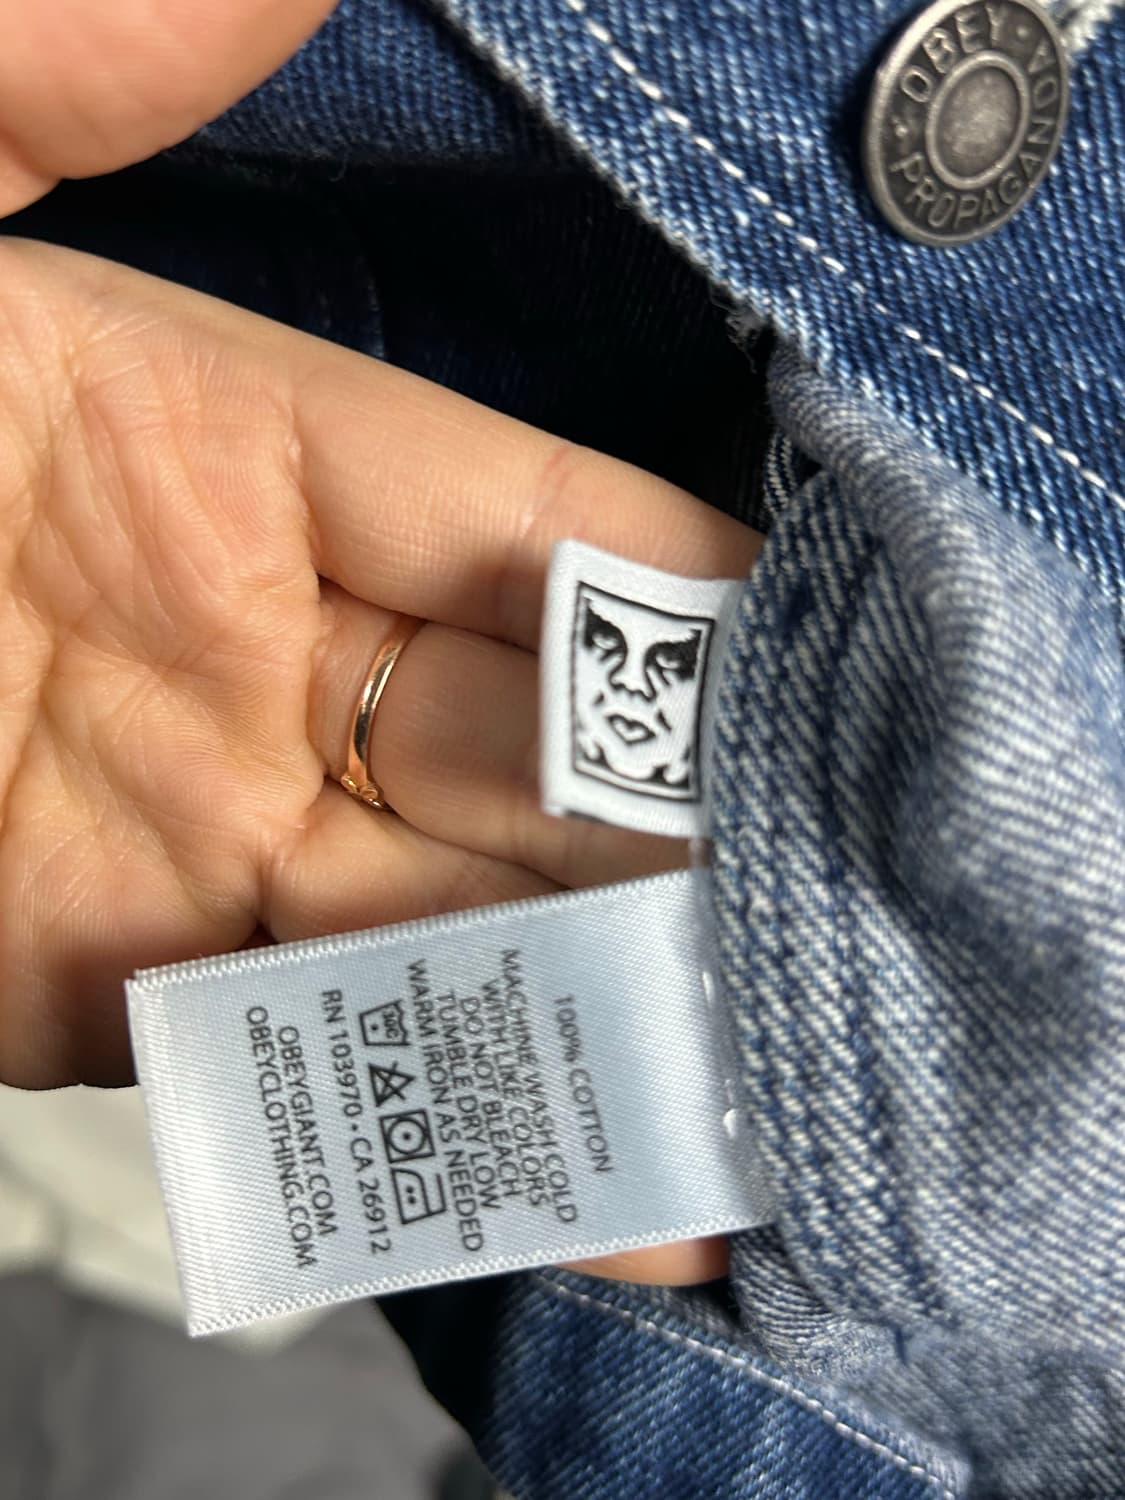 OBEY · PROPAGANDA ·
100% COTTON
MACHINE WASH COLD
WITH LIKE COLORS
DO NOT BLEACH
TUMBLE DRY LOW
WARM IRON AS NEEDED
RN 103970 • CA 26912
OBEYGIANT.COM
OBEYCLOTHING.COM